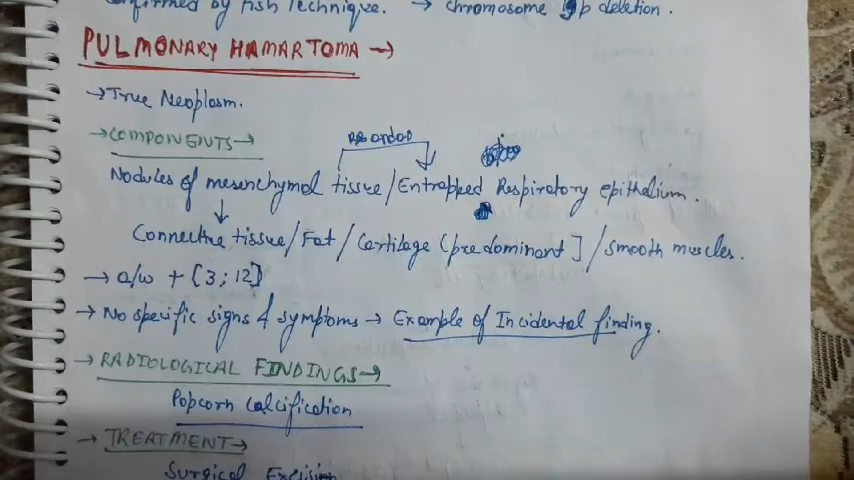 confirmed by fish Technique. → chromosome 9p deletion.
PULMONARY HAMARTOMA →
→ True Neoplasm.
→ COMPONENTS →
Nodules of mesenchymal tissue / Entrapped Respiratory epithelium.
↓
Connective tissue / Fat / Cartilage (predominant] / smooth muscles.
→ a/w + [3; 12]
→ No specific signs & symptoms → Example of Incidental finding.
→ RADIOLOGICAL FINDINGS →
Popcorn calcification
→ TREATMENT →
Surgical Excision